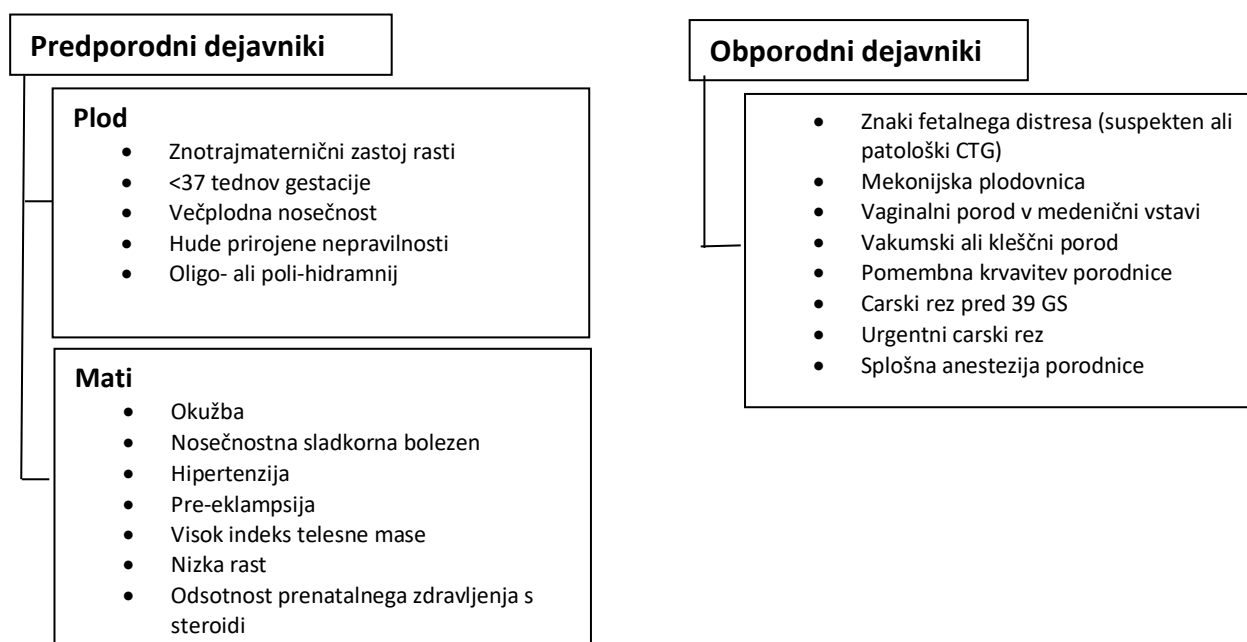 Predporodni dejavniki
Plod
• Znotrajmaternični zastoj rasti
• <37 tednov gestacije
• Večplodna nosečnost
• Hude prirojene nepravilnosti
• Oligo- ali poli-hidramnij
Mati
• Okužba
• Nosečnostna sladkorna bolezen
• Hipertenzija
• Pre-eklampsija
• Visok indeks telesne mase
• Nizka rast
• Odsotnost prenatalnega zdravljenja s
steroidi
Obporodni dejavniki
• Znaki fetalnega distresa (suspekten ali
patološki CTG)
• Mekonijska plodovnica
• Vaginalni porod v medenični vstavi
• Vakumski ali kleščni porod
• Pomembna krvavitev porodnice
• Carski rez pred 39 GS
• Urgentni carski rez
• Splošna anestezija porodnice